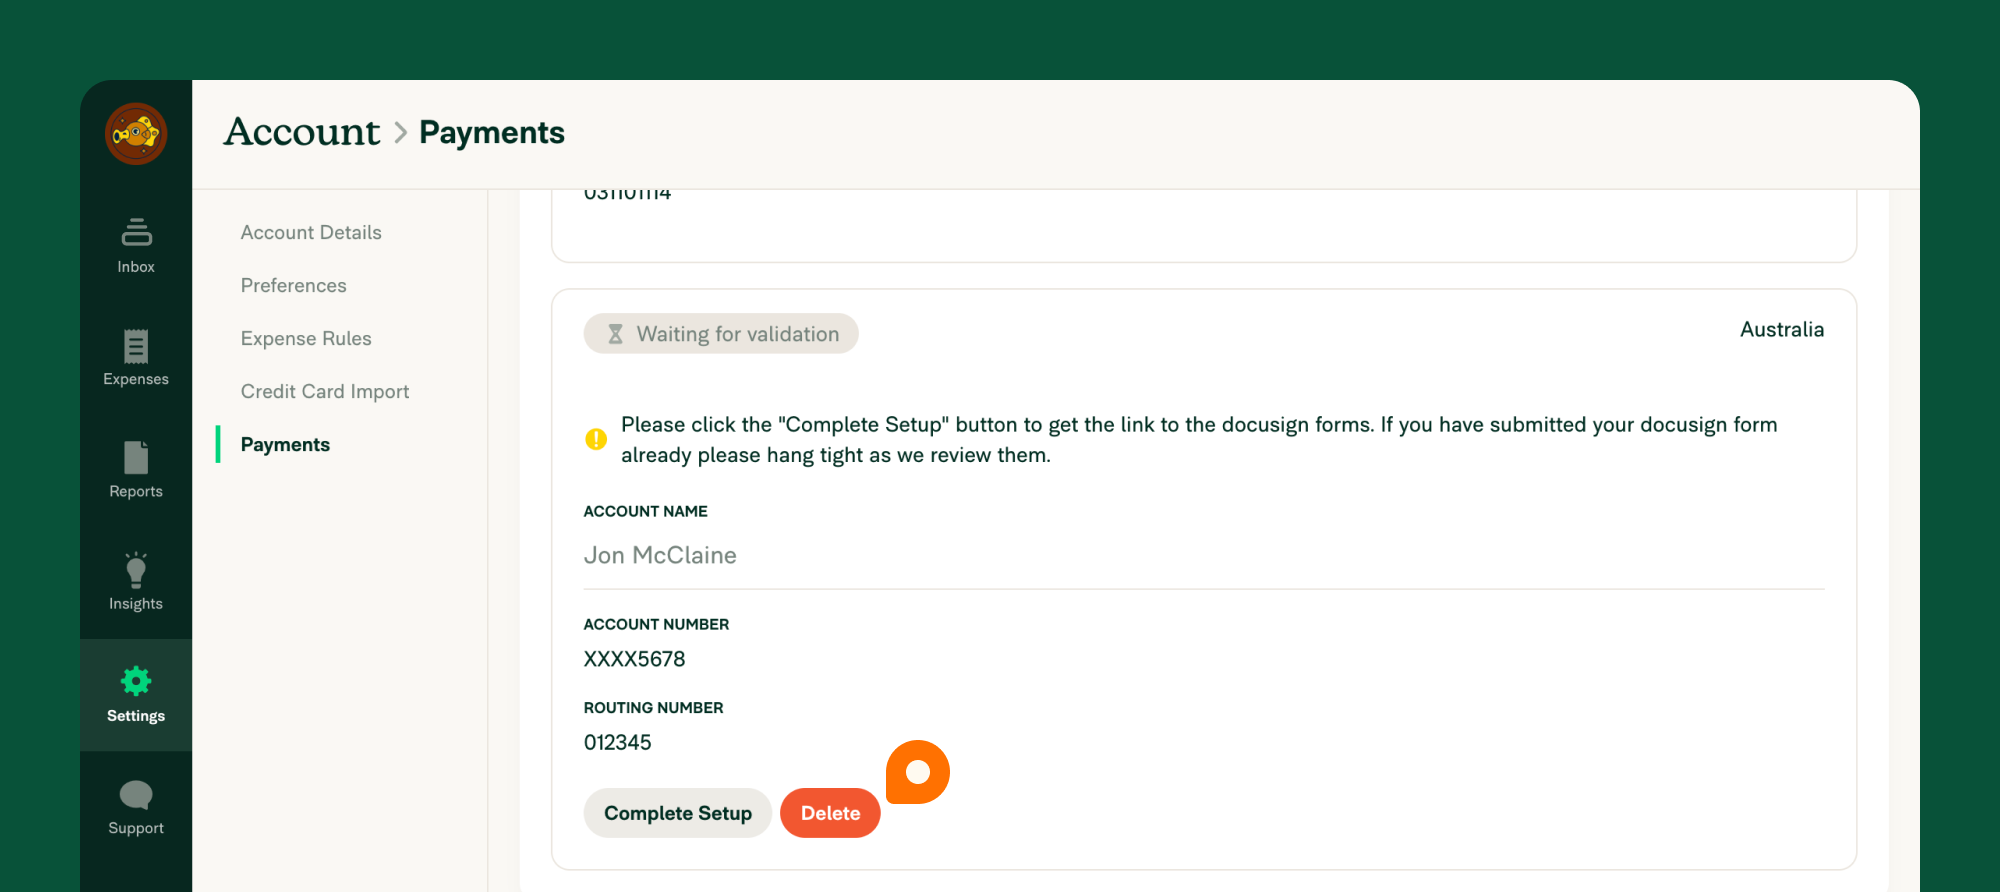 Account > Payments
Inbox
Expenses
Reports
Insights
Settings
Support
Account Details
Preferences
Expense Rules
Credit Card Import
Payments
Waiting for validation
Australia
Please click the "Complete Setup" button to get the link to the docusign forms. If you have submitted your docusign form
already please hang tight as we review them.
ACCOUNT NAME
Jon McClaine
ACCOUNT NUMBER
XXXX5678
ROUTING NUMBER
012345
Complete Setup
Delete